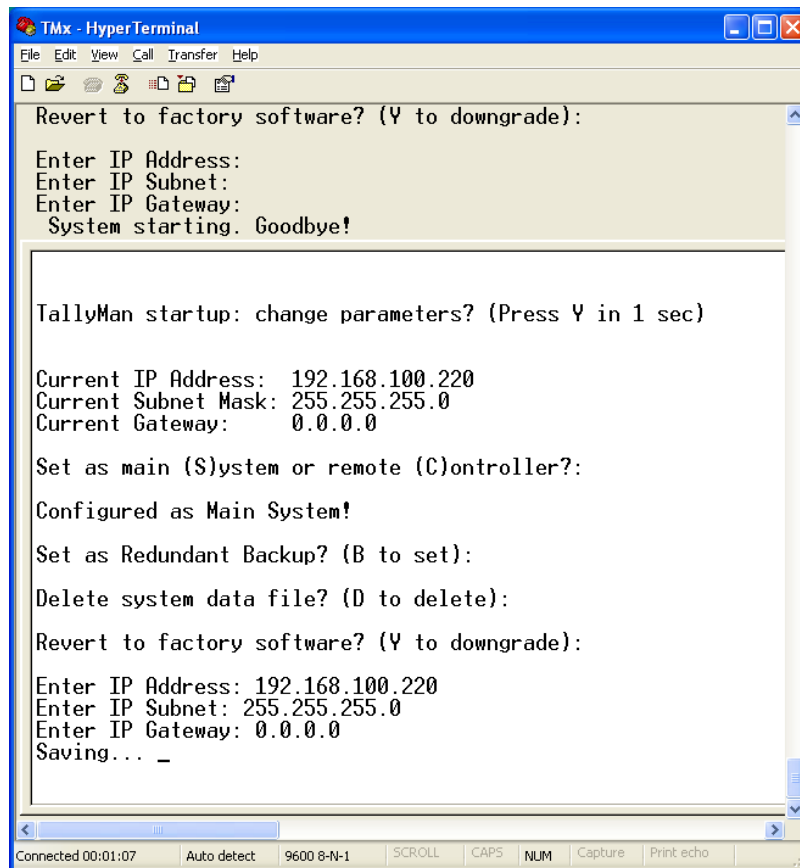 TMx - HyperTerminal
File Edit View Call Transfer Help
Revert to factory software? (Y to downgrade):
Enter IP Address:
Enter IP Subnet:
Enter IP Gateway:
System starting. Goodbye!
TallyMan startup: change parameters? (Press Y in 1 sec)
Current IP Address: 192.168.100.220
Current Subnet Mask: 255.255.255.0
Current Gateway: 0.0.0.0
Set as main (S)ystem or remote (C)ontroller?:
Configured as Main System!
Set as Redundant Backup? (B to set):
Delete system data file? (D to delete):
Revert to factory software? (Y to downgrade):
Enter IP Address: 192.168.100.220
Enter IP Subnet: 255.255.255.0
Enter IP Gateway: 0.0.0.0
Saving... _
Connected 00:01:07 Auto detect 9600 8-N-1 SCROLL CAPS NUM Capture Print echo